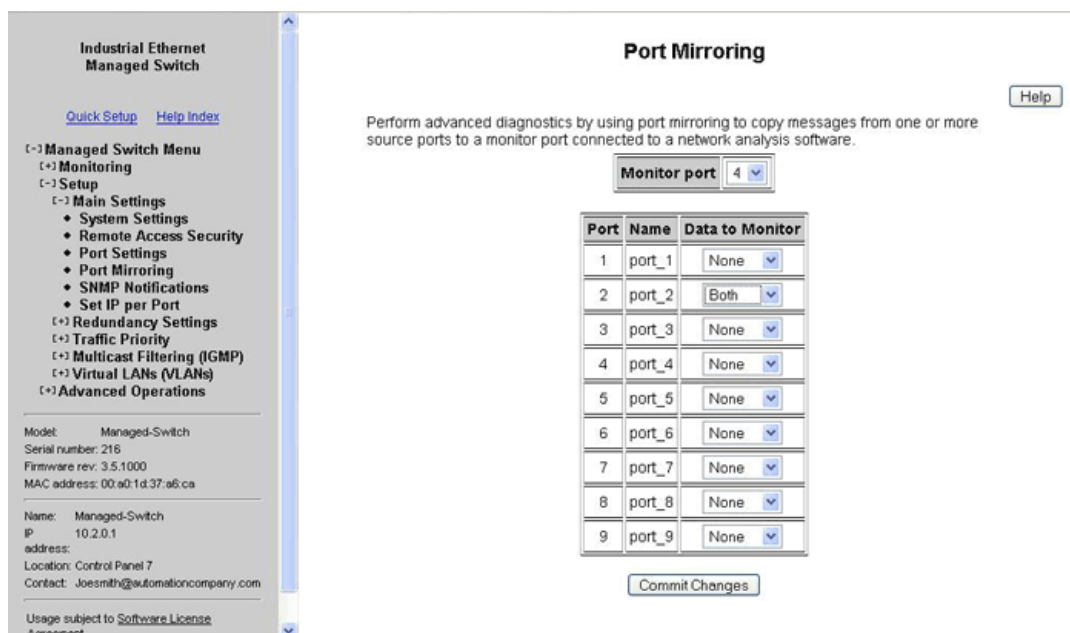 Industrial Ethernet
Managed Switch
Quick Setup Help Index
[-] Managed Switch Menu
[+] Monitoring
[-] Setup
[-] Main Settings
System Settings
Remote Access Security
Port Settings
Port Mirroring
SNMP Notifications
Set IP per Port
[+] Redundancy Settings
[+] Traffic Priority
[+] Multicast Filtering (IGMP)
[+] Virtual LANs (VLANs)
[+] Advanced Operations
Model: Managed-Switch
Serial number: 216
Firmware rev: 3.5.1000
MAC address: 00:a0:1d:37:a6:ca
Name: Managed-Switch
IP 10.2.0.1
address:
Location: Control Panel 7
Contact: Joesmith@automationcompany.com
Usage subject to Software License
Agreement
Port Mirroring
Help
Perform advanced diagnostics by using port mirroring to copy messages from one or more
source ports to a monitor port connected to a network analysis software.
Monitor port 4
Port Name Data to Monitor
1 port_1 None
2 port_2 Both
3 port_3 None
4 port_4 None
5 port_5 None
6 port_6 None
7 port_7 None
8 port_8 None
9 port_9 None
Commit Changes